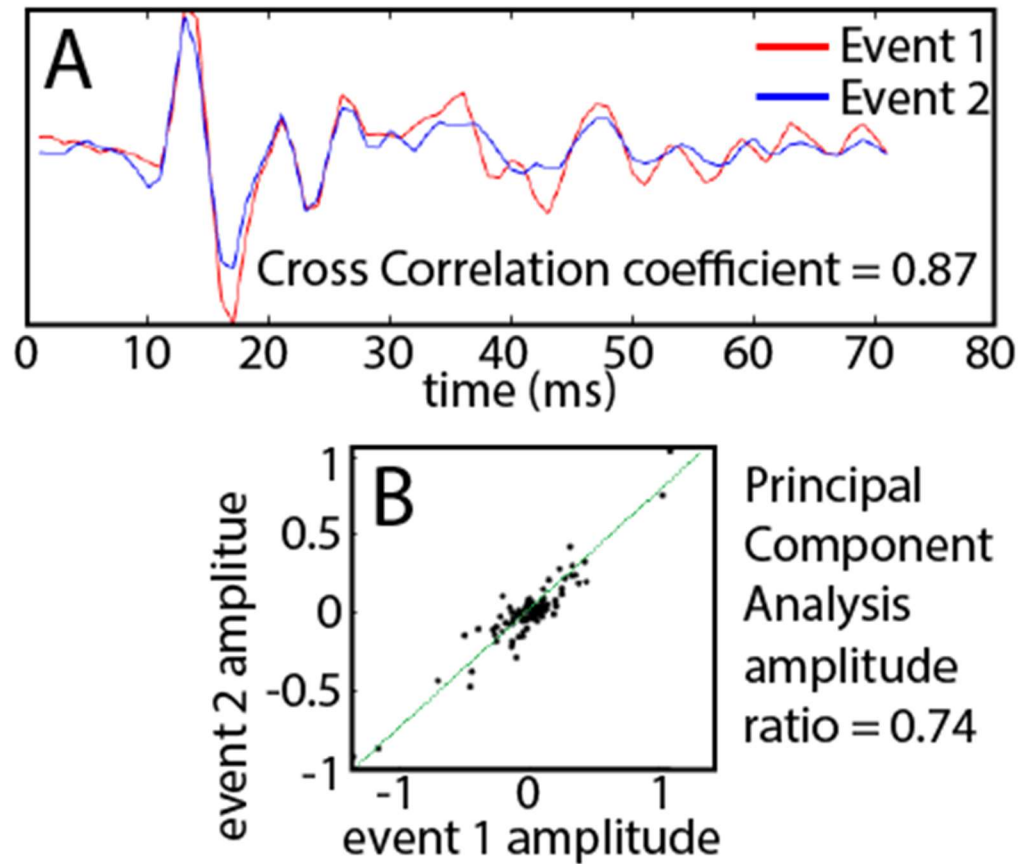 A
Event 1
Event 2
Cross Correlation coefficient = 0.87
0 10 20 30 40 50 60 70 80
time (ms)
B
1
0.5
0
-0.5
-1
event 2 amplitue
-1 0 1
event 1 amplitude
Principal
Component
Analysis
amplitude
ratio = 0.74